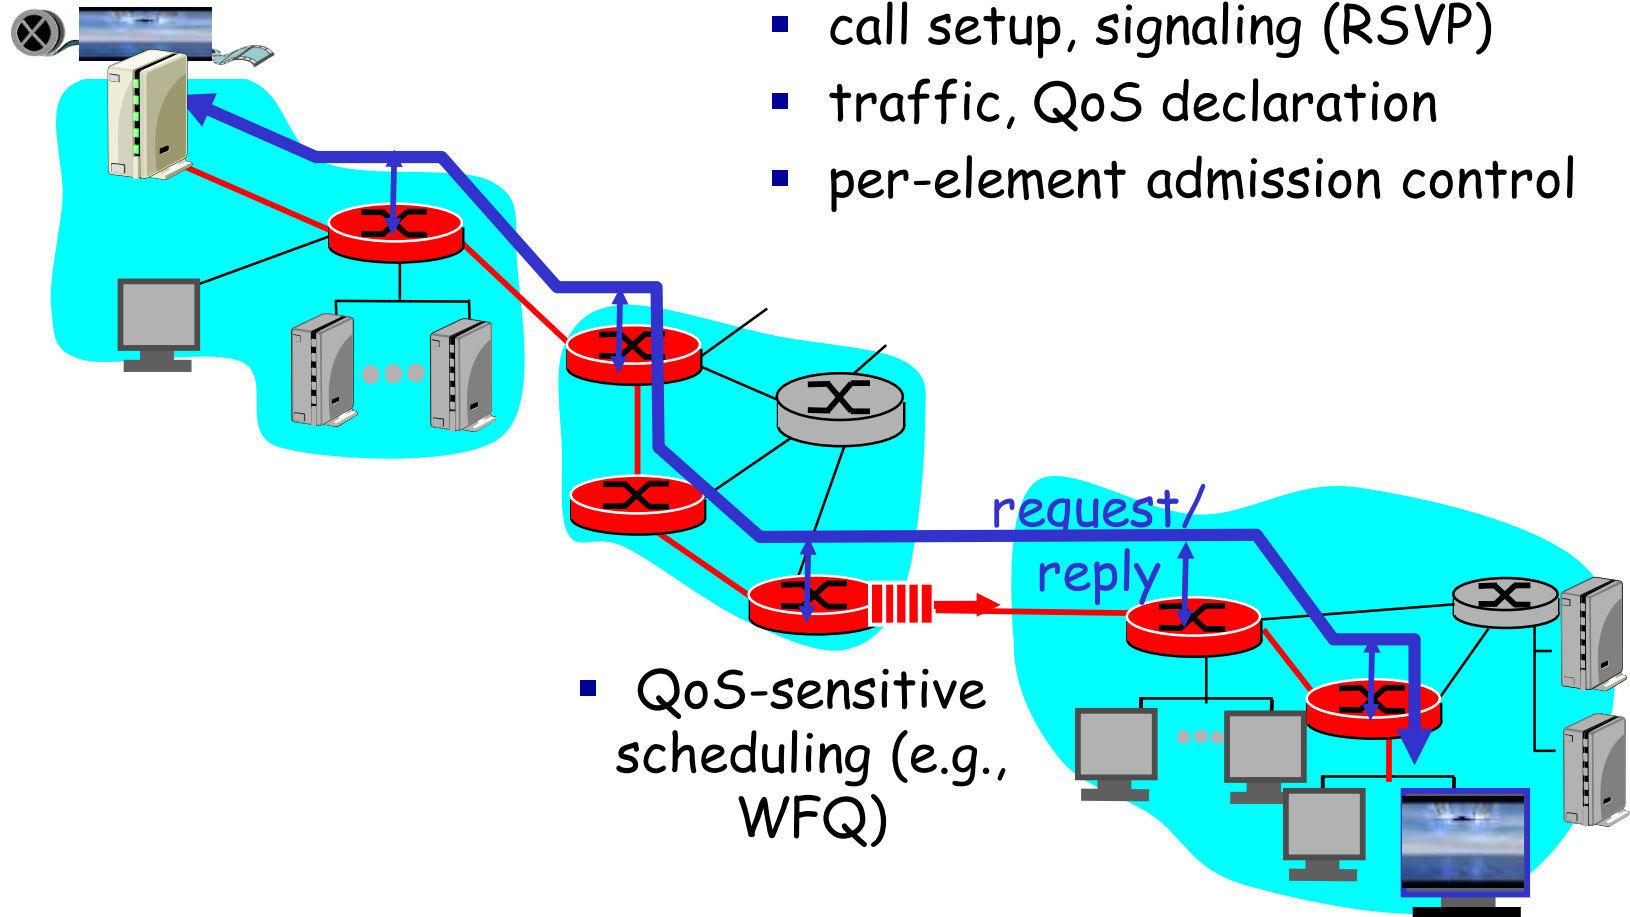 call setup, signaling (RSVP)
traffic, QoS declaration
per-element admission control
request/
reply
QoS-sensitive
scheduling (e.g.,
WFQ)